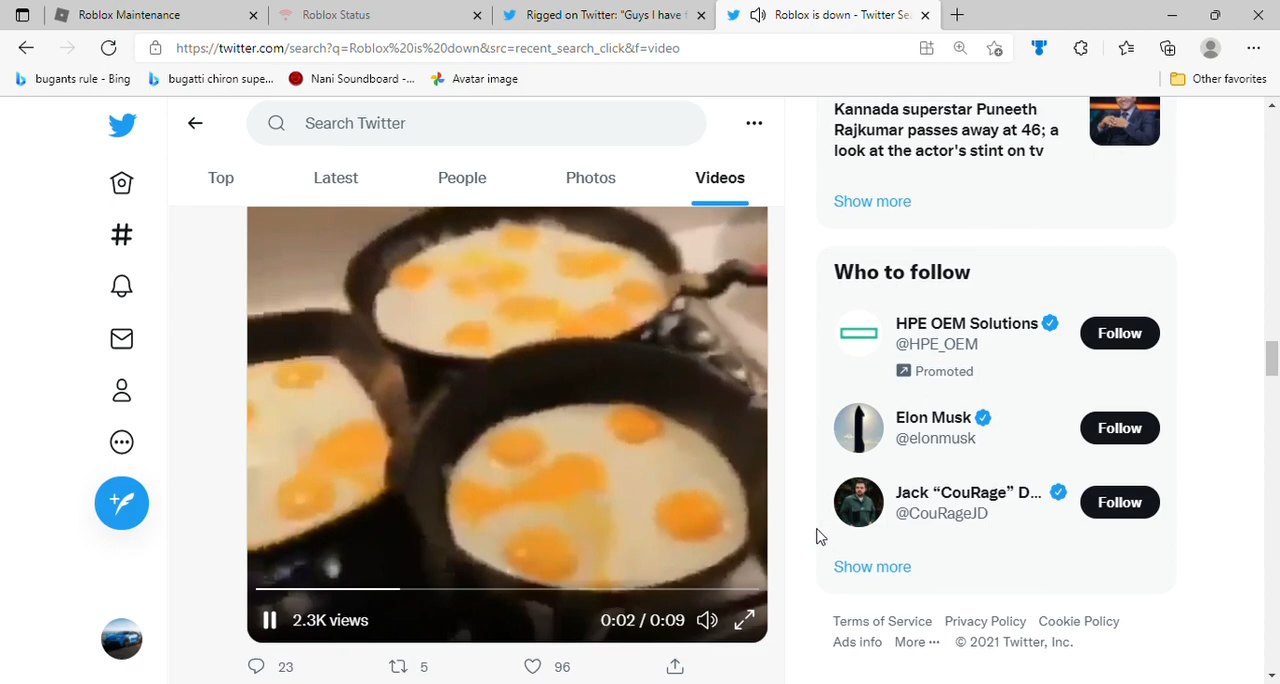 Roblox Maintenance
Roblox Status
Rigged on Twitter: "Guys I have f
Roblox is down - Twitter Sea
https://twitter.com/search?q=Roblox%20is%20down&src=recent_search_click&f=video
bugants rule - Bing
bugatti chiron supe...
Nani Soundboard -...
Avatar image
Other favorites
Search Twitter
Top
Latest
People
Photos
Videos
Kannada superstar Puneeth
Rajkumar passes away at 46; a
look at the actor's stint on tv
Show more
Who to follow
HPE OEM Solutions
@HPE_OEM
Promoted
Follow
Elon Musk
@elonmusk
Follow
Jack “CouRage” D...
@CouRageJD
Follow
Show more
2.3K views
0:02 / 0:09
23
5
96
Terms of Service Privacy Policy Cookie Policy
Ads info More ··· © 2021 Twitter, Inc.